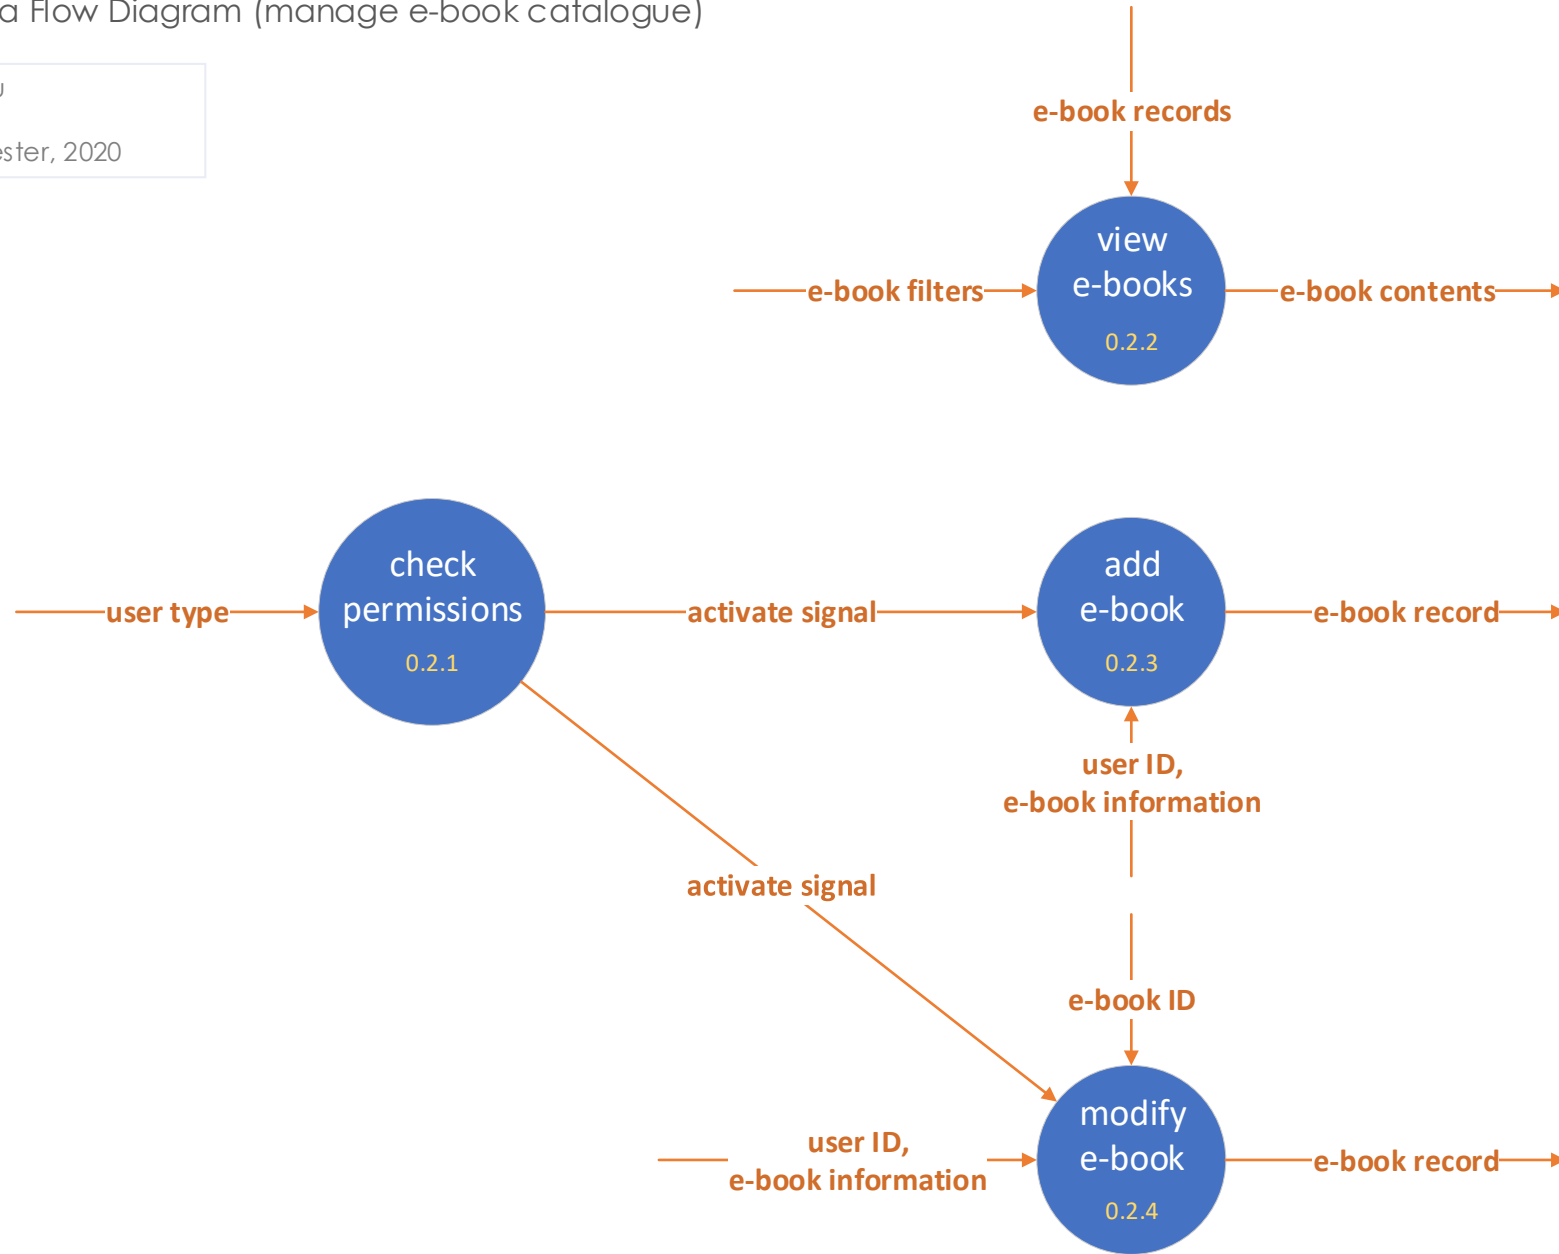 a Flow Diagram (manage e-book catalogue)
2020
e-book records
view
e-books
0.2.2
e-book filters
e-book contents
check
permissions
0.2.1
user type
activate signal
add
e-book
0.2.3
e-book record
user ID,
e-book information
activate signal
e-book ID
modify
e-book
0.2.4
user ID,
e-book information
e-book record